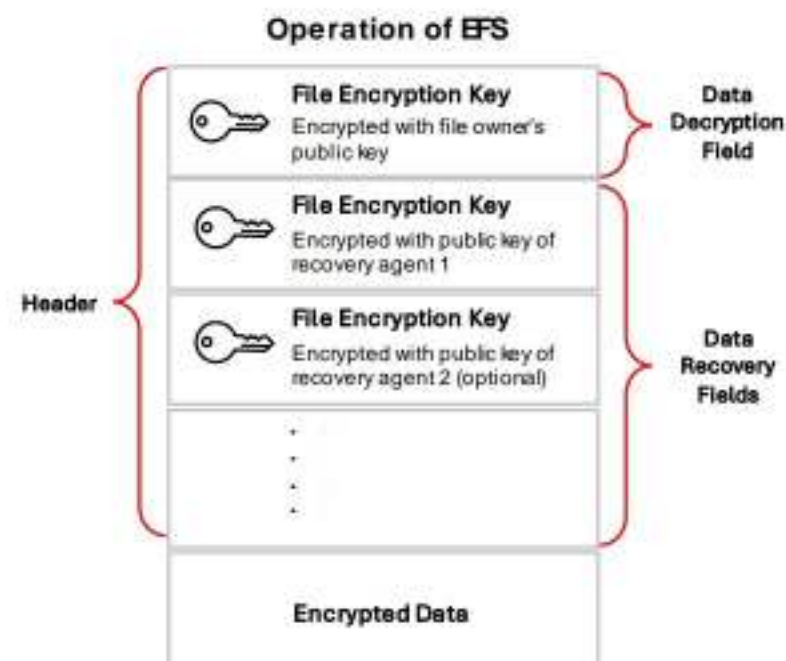 Operation of EFS
File Encryption Key
Encrypted with file owner's
public key
Data
Decryption
Field
File Encryption Key
Encrypted with public key of
recovery agent 1
Header
File Encryption Key
Encrypted with public key of
recovery agent 2 (optional)
Data
Recovery
Fields
Encrypted Data